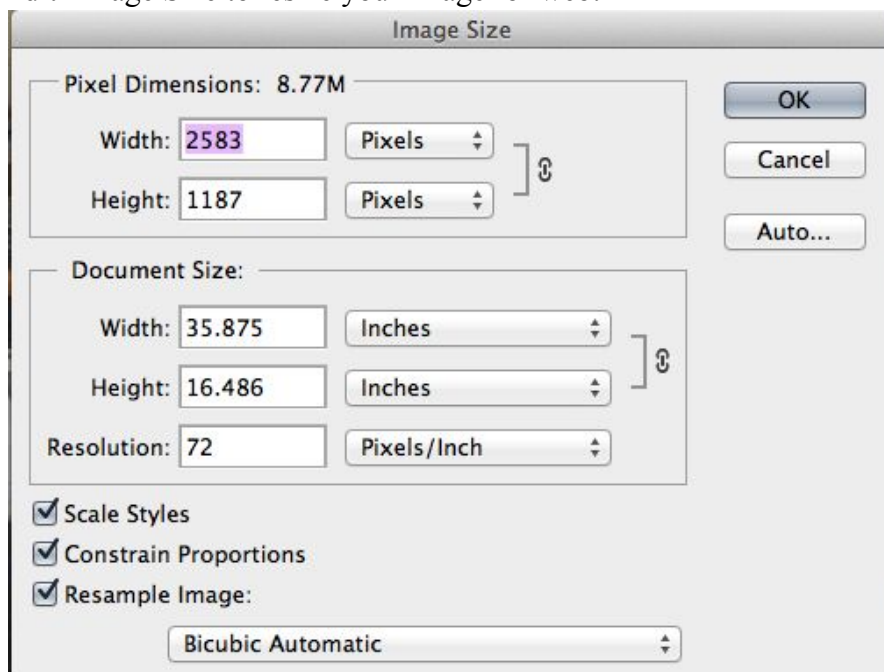 Image Size
Pixel Dimensions: 8.77M
Width: 2583 Pixels
Height: 1187 Pixels
OK
Cancel
Auto...
Document Size:
Width: 35.875 Inches
Height: 16.486 Inches
Resolution: 72 Pixels/Inch
Scale Styles
Constrain Proportions
Resample Image:
Bicubic Automatic